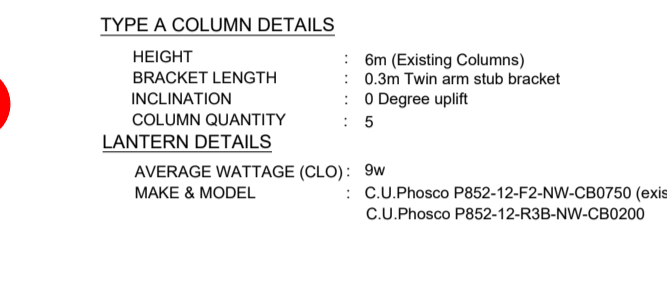 TYPE A COLUMN DETAILS
HEIGHT : 6m (Existing Columns)
BRACKET LENGTH : 0.3m Twin arm stub bracket
INCLINATION : 0 Degree uplift
COLUMN QUANTITY : 5
LANTERN DETAILS
AVERAGE WATTAGE (CLO) : 9w
MAKE & MODEL : C.U.Phosco P852-12-F2-NW-CB0750 (exis
C.U.Phosco P852-12-R3B-NW-CB0200